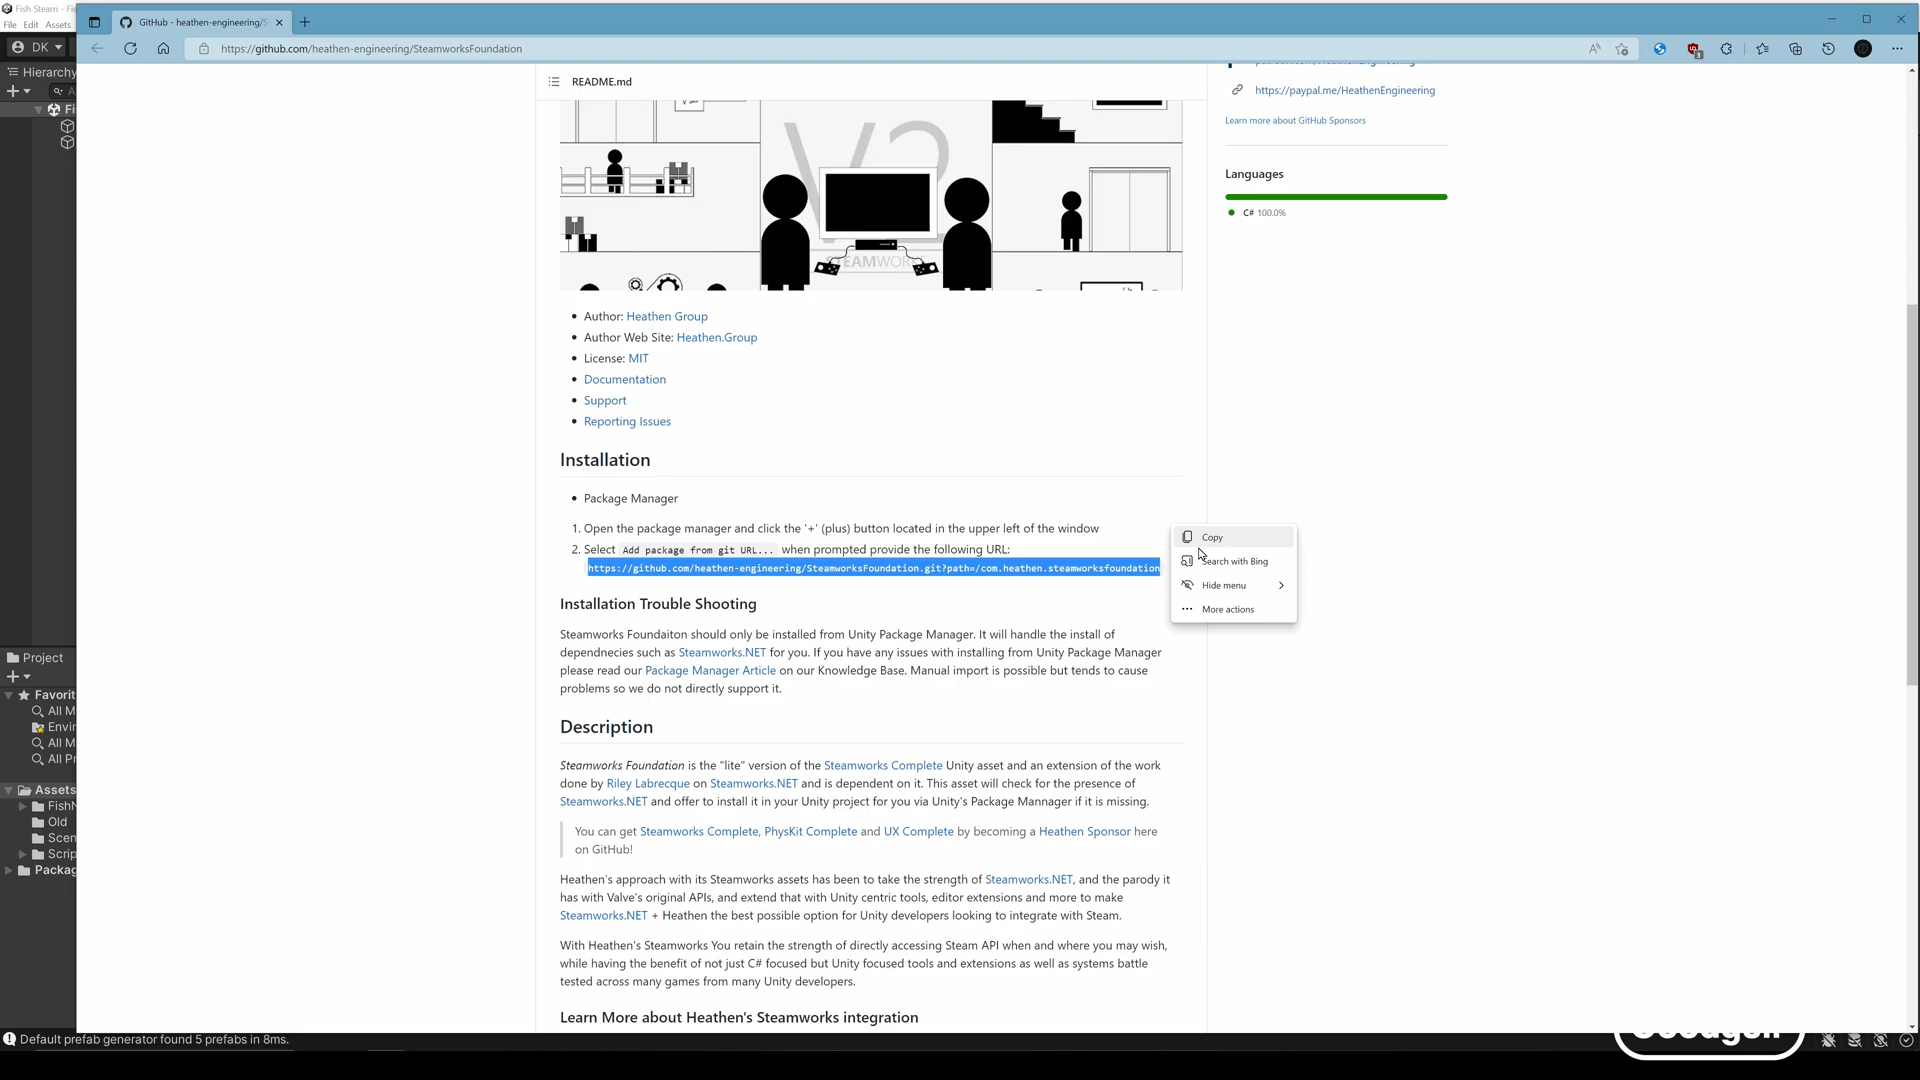 Fish Steam
GitHub - heathen-engineering/S
File Edit Assets
DK
https://github.com/heathen-engineering/SteamworksFoundation
Hierarchy
README.md
https://paypal.me/HeathenEngineering
Learn more about GitHub Sponsors
Languages
C# 100.0%
V2
Author: Heathen Group
Author Web Site: Heathen.Group
License: MIT
Documentation
Support
Reporting Issues
Installation
Package Manager
1. Open the package manager and click the '+' (plus) button located in the upper left of the window
2. Select Add package from git URL... when prompted provide the following URL:
https://github.com/heathen-engineering/SteamworksFoundation.git?path=/com.heathen.steamworksfoundation
Copy
Search with Bing
Hide menu
More actions
Installation Trouble Shooting
Steamworks Foundaiton should only be installed from Unity Package Manager. It will handle the install of
dependnecies such as Steamworks.NET for you. If you have any issues with installing from Unity Package Manager
please read our Package Manager Article on our Knowledge Base. Manual import is possible but tends to cause
problems so we do not directly support it.
Description
Steamworks Foundation is the "lite" version of the Steamworks Complete Unity asset and an extension of the work
done by Riley Labrecque on Steamworks.NET and is dependent on it. This asset will check for the presence of
Steamworks.NET and offer to install it in your Unity project for you via Unity's Package Mannager if it is missing.
You can get Steamworks Complete, PhysKit Complete and UX Complete by becoming a Heathen Sponsor here
on GitHub!
Heathen's approach with its Steamworks assets has been to take the strength of Steamworks.NET, and the parody it
has with Valve's original APIs, and extend that with Unity centric tools, editor extensions and more to make
Steamworks.NET + Heathen the best possible option for Unity developers looking to integrate with Steam.
With Heathen's Steamworks You retain the strength of directly accessing Steam API when and where you may wish,
while having the benefit of not just C# focused but Unity focused tools and extensions as well as systems battle
tested across many games from many Unity developers.
Learn More about Heathen's Steamworks integration
Project
Favorit
All M
Envir
All M
All Pr
Assets
FishN
Old
Scen
Scrip
Packag
Default prefab generator found 5 prefabs in 8ms.